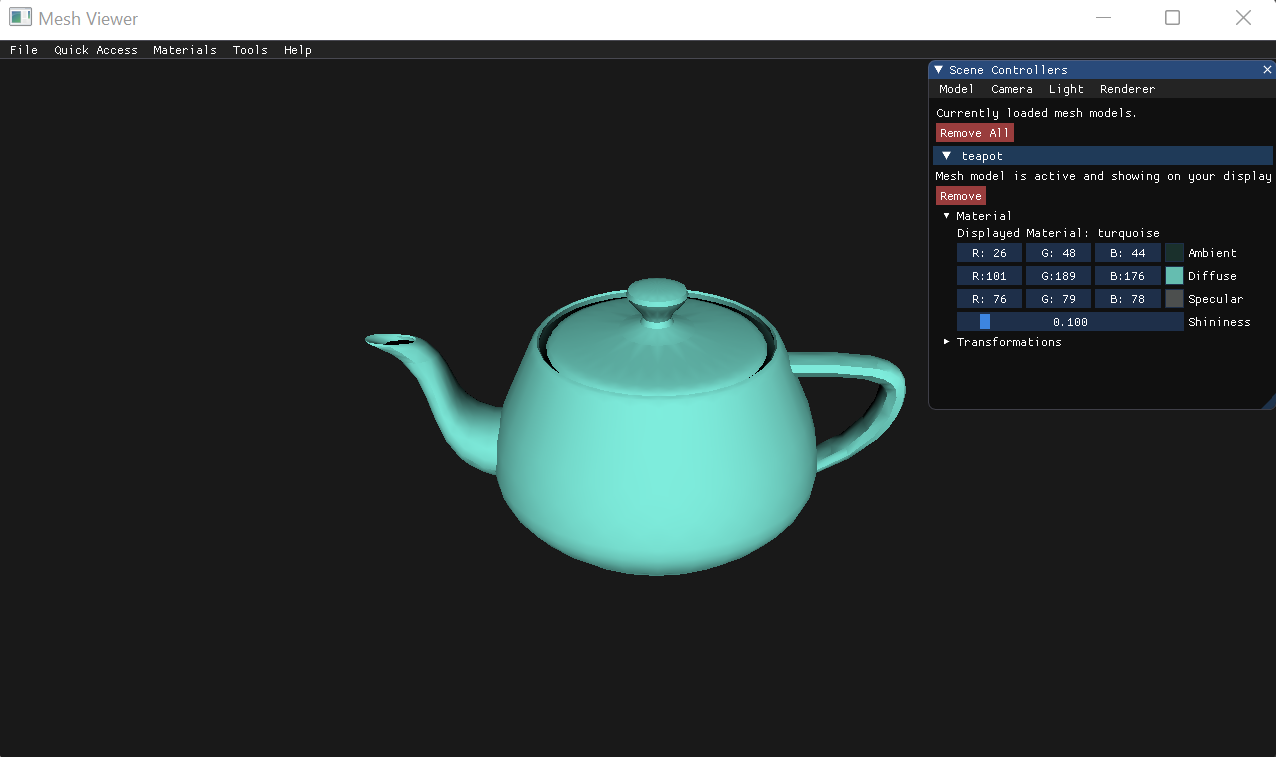 Mesh Viewer
File Quick Access Materials Tools Help
Scene Controllers
Model Camera Light Renderer
Currently loaded mesh models.
Remove All
teapot
Mesh model is active and showing on your display
Remove
Material
Displayed Material: turquoise
R: 26 G: 48 B: 44 Ambient
R:101 G:189 B:176 Diffuse
R: 76 G: 79 B: 78 Specular
0.100 Shininess
Transformations